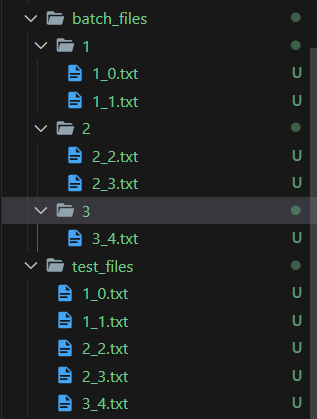 batch_files
1
1_0.txt U
1_1.txt U
2
2_2.txt U
2_3.txt U
3
3_4.txt U
test_files
1_0.txt U
1_1.txt U
2_2.txt U
2_3.txt U
3_4.txt U